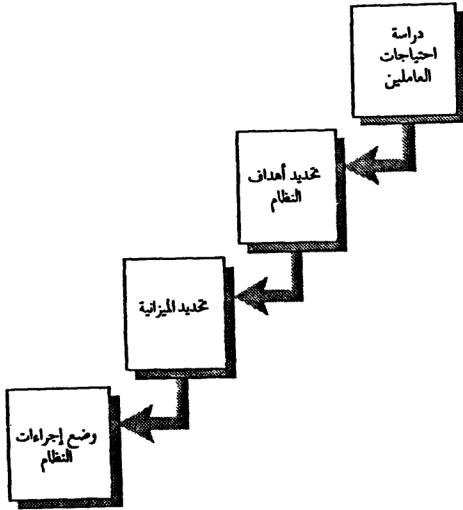 دراسة
احتياجات
العاملين
تحديد أهداف
النظام
تحديد الميزانية
وضع إجراءات
النظام